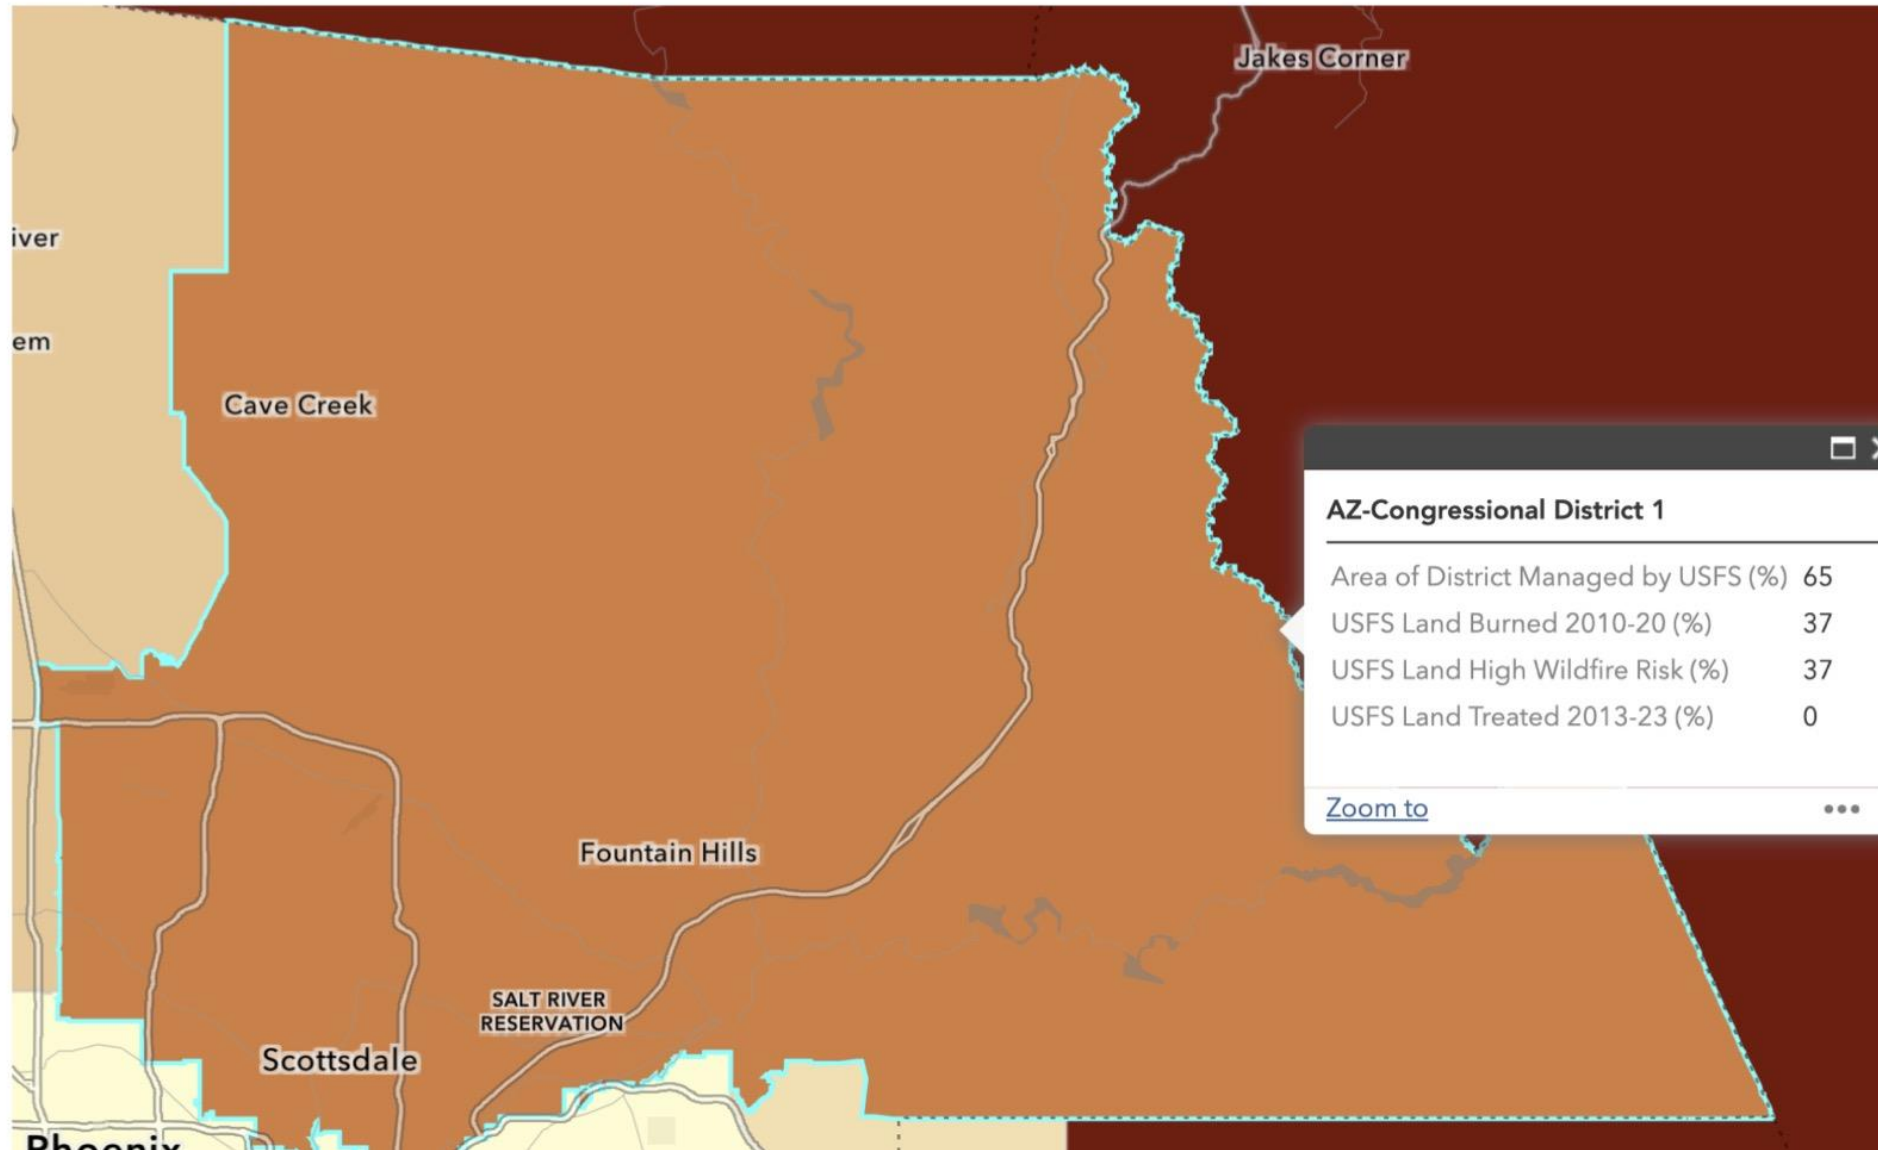 Jakes Corner
iver
em
Cave Creek
AZ-Congressional District 1
Area of District Managed by USFS (%) 65
USFS Land Burned 2010-20 (%) 37
USFS Land High Wildfire Risk (%) 37
USFS Land Treated 2013-23 (%) 0
Zoom to
Fountain Hills
SALT RIVER
RESERVATION
Scottsdale
Phoenix